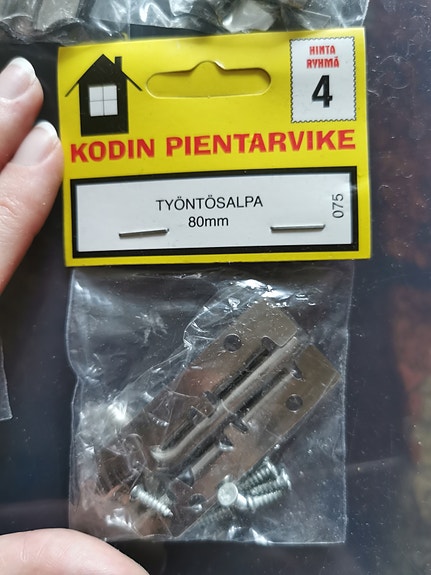 HINTA
RYHMÄ
4
KODIN PIENTARVIKE
TYÖNTÖSALPA
80mm
075